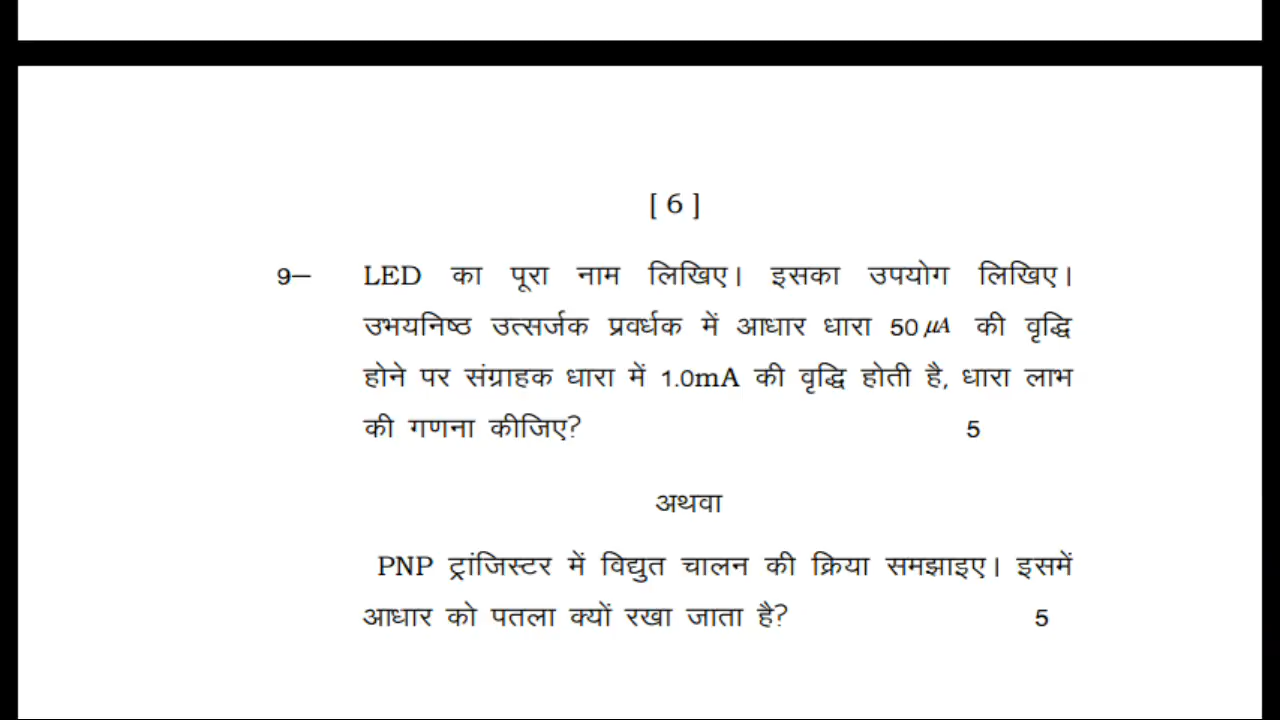 [ 6 ]
9– LED का पूरा नाम लिखिए। इसका उपयोग लिखिए।
उभयनिष्ठ उत्सर्जक प्रवर्धक में आधार धारा 50 μA की वृद्धि
होने पर संग्राहक धारा में 1.0mA की वृद्धि होती है, धारा लाभ
की गणना कीजिए? 5
अथवा
PNP ट्रांजिस्टर में विद्युत चालन की क्रिया समझाइए। इसमें
आधार को पतला क्यों रखा जाता है? 5